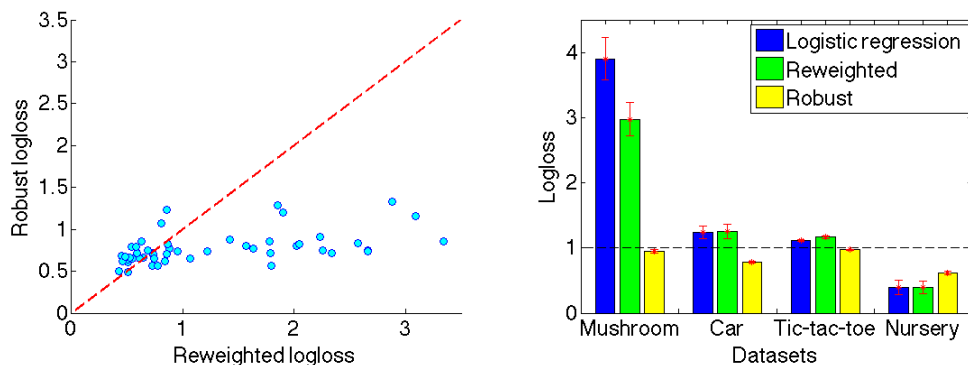 3.5
3
2.5
2
1.5
1
0.5
0
0
1
2
3
Robust logloss
Reweighted logloss
4
3
2
1
0
Logloss
Logistic regression
Reweighted
Robust
Mushroom Car Tic-tac-toe Nursery
Datasets